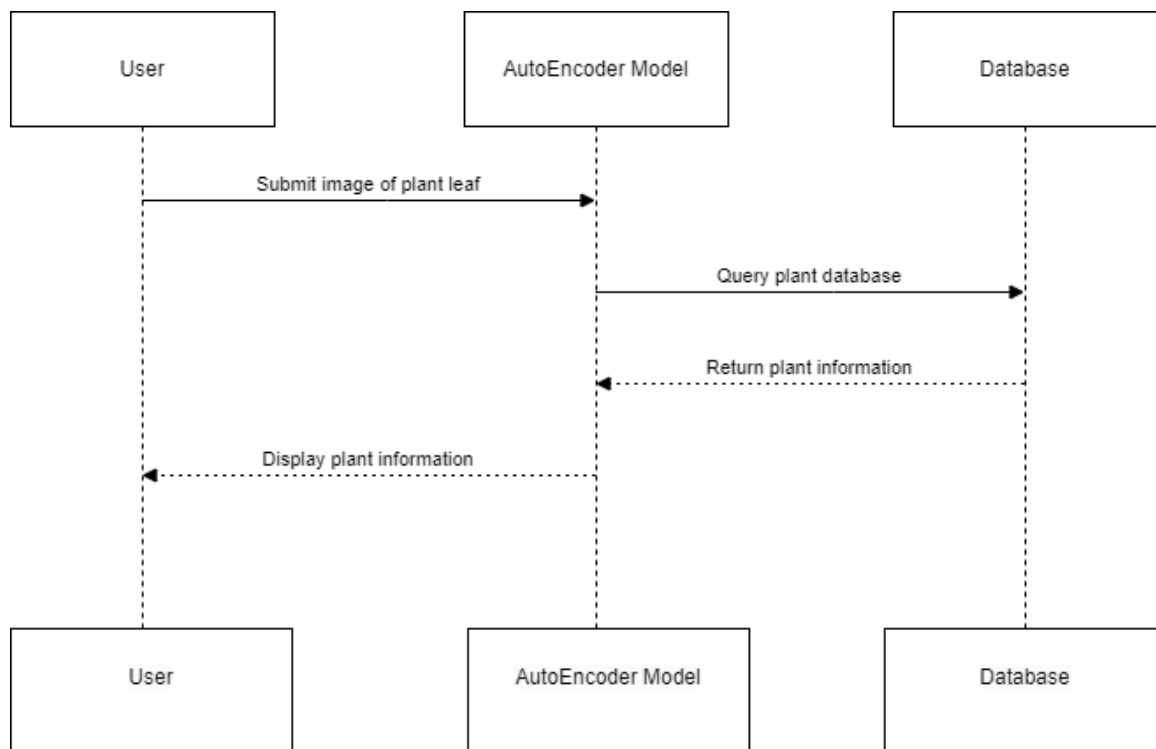 User
AutoEncoder Model
Database
Submit image of plant leaf
Query plant database
Return plant information
Display plant information
User
AutoEncoder Model
Database